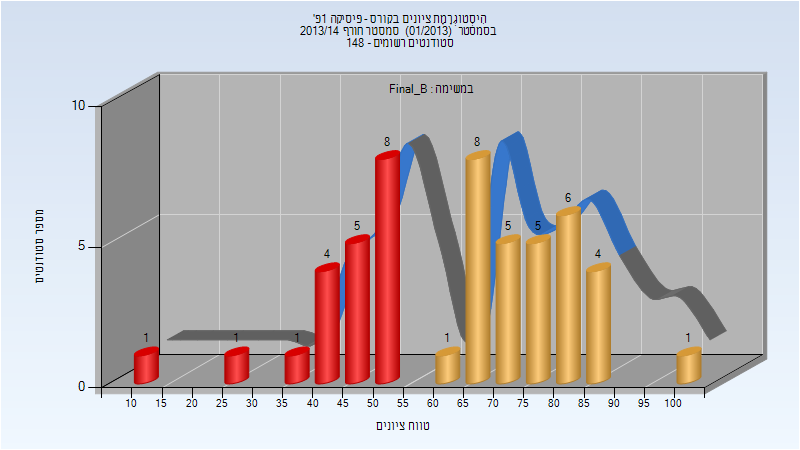 היסטוגרמת ציונים בקורס - פיסיקה 1פ'
בסמסטר (01/2013) סמסטר חורף 2013/14
סטודנטים רשומים - 148
במשימה : Final_B
מספר סטודנטים
10
5
0
1
1
1
4
5
8
1
8
5
5
6
4
1
10 15 20 25 30 35 40 45 50 55 60 65 70 75 80 85 90 95 100
טווח ציונים